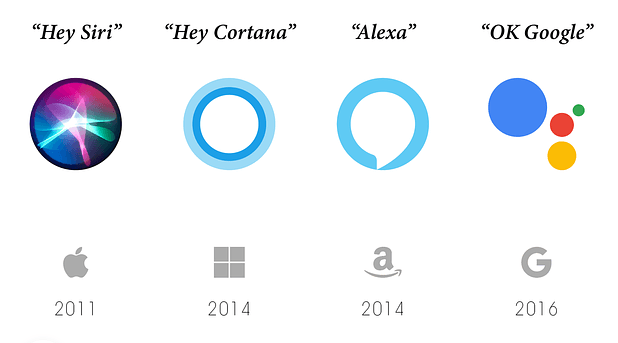 “Hey Siri” “Hey Cortana” “Alexa” “OK Google”
a G
2011 2014 2014 2016